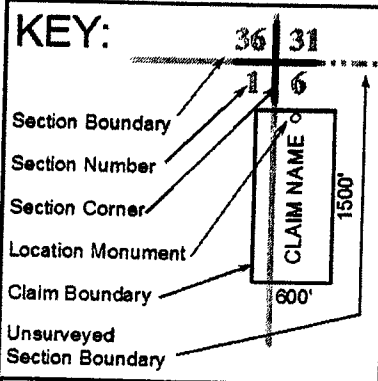 KEY:
36 31
1 6
Section Boundary
Section Number
Section Corner
Location Monument
Claim Boundary
Unsurveyed
Section Boundary
CLAIM NAME
1500'
600'